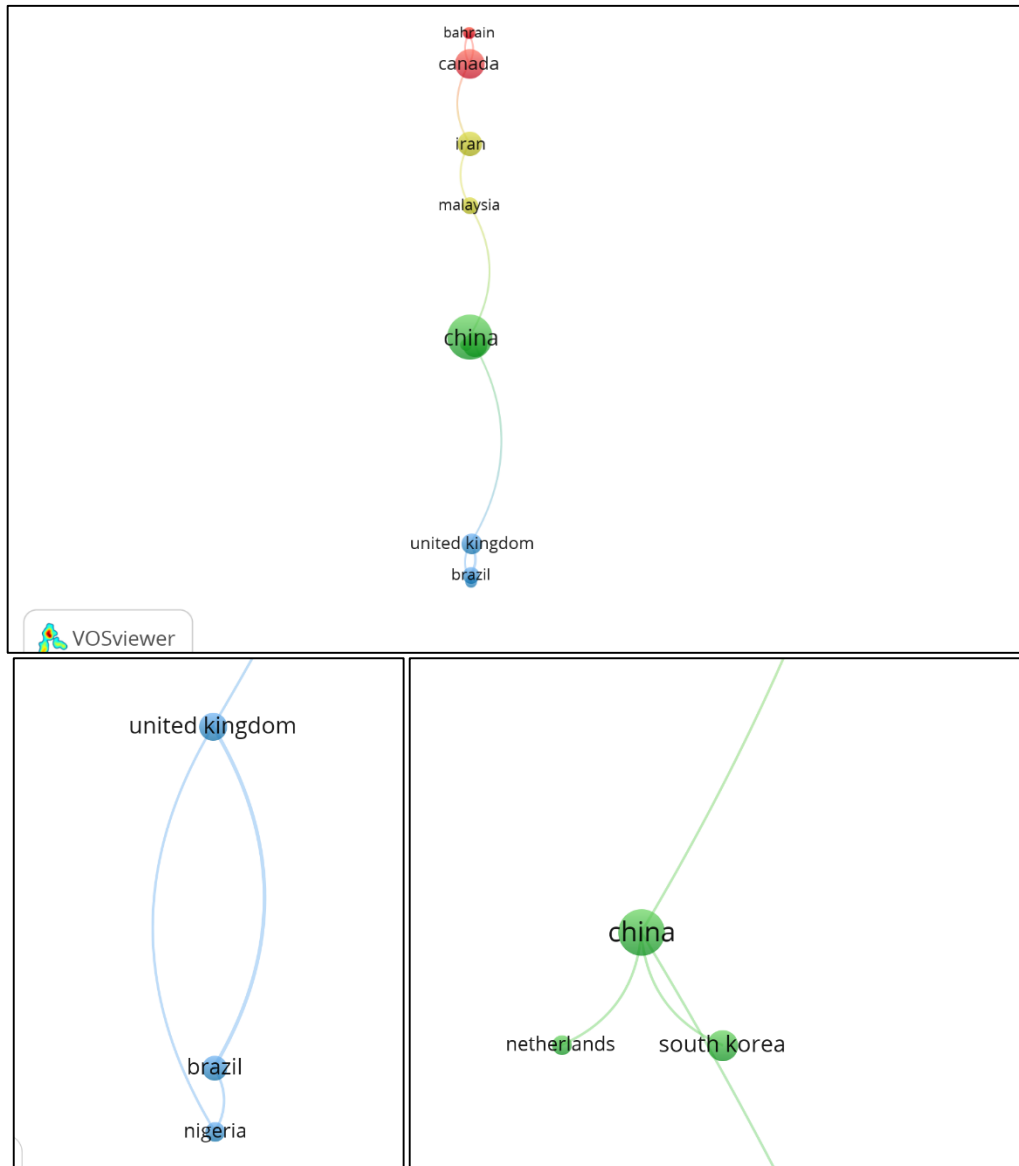 bahrain
canada
iran
malaysia
china
united kingdom
brazil
VOSviewer
united kingdom
brazil
nigeria
china
netherlands
south korea